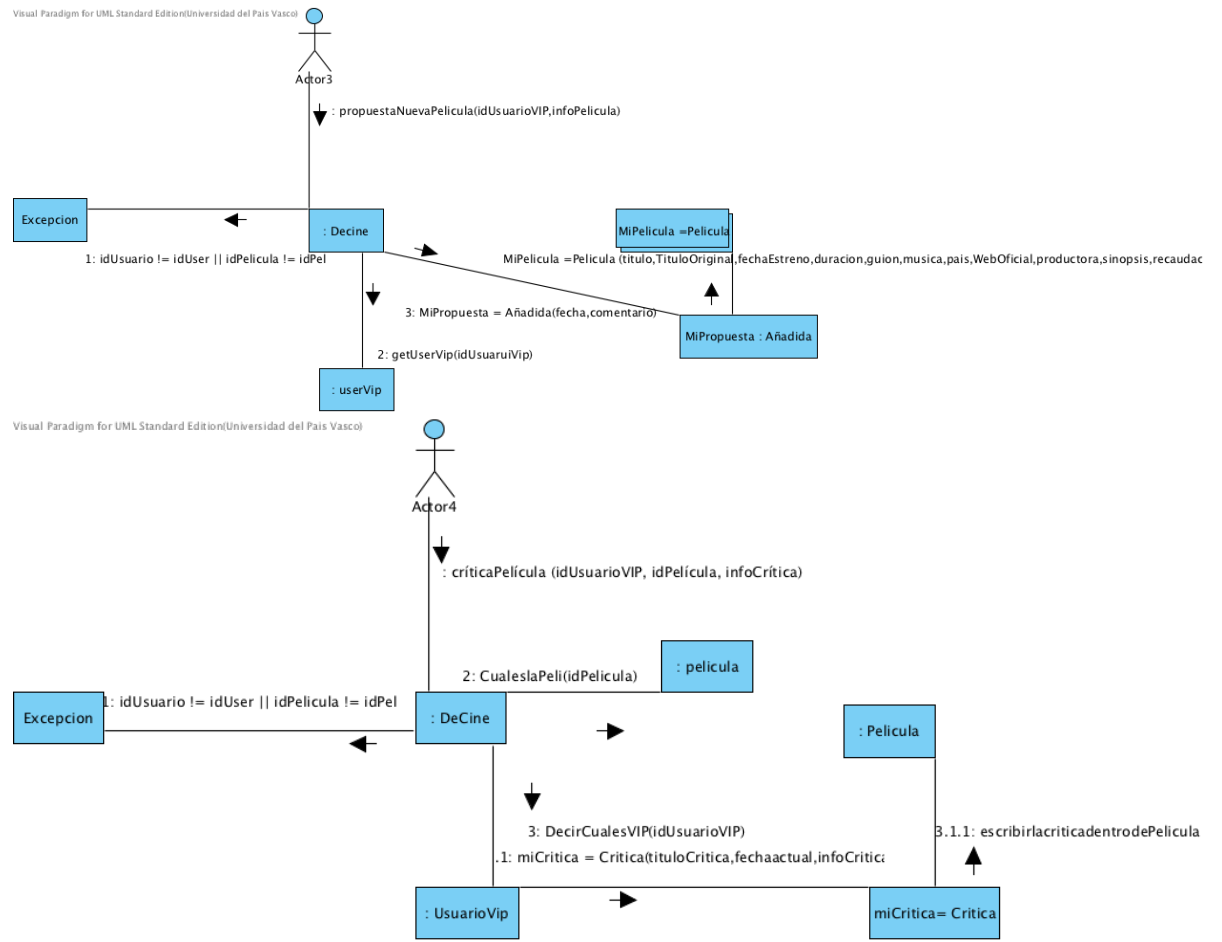 Visual Paradigm for UML Standard Edition(Universidad del Pais Vasco)
Actor3
: propuestaNuevaPelicula(idUsuarioVIP,infoPelicula)
Excepcion
: Decine
MiPelicula =Pelicula
1: idUsuario != idUser || idPelicula != idPel
MiPelicula =Pelicula (titulo,TituloOriginal,fechaEstreno,duracion,guion,musica,pais,WebOficial,productora,sinopsis,recaudac
3: MiPropuesta = Añadida(fecha,comentario)
MiPropuesta : Añadida
2: getUserVip(idUsuaruiVip)
: userVip
Visual Paradigm for UML Standard Edition(Universidad del Pais Vasco)
Actor4
: críticaPelícula (idUsuarioVIP, idPelícula, infoCrítica)
: pelicula
2: CualeslaPeli(idPelicula)
1: idUsuario != idUser || idPelicula != idPel
Excepcion
: DeCine
: Pelicula
3: DecirCualesVIP(idUsuarioVIP)
3.1.1: escribirlacriticadentrodePelicula
.1: miCritica = Critica(tituloCritica,fechaactual,infoCritica
: UsuarioVip
miCritica= Critica